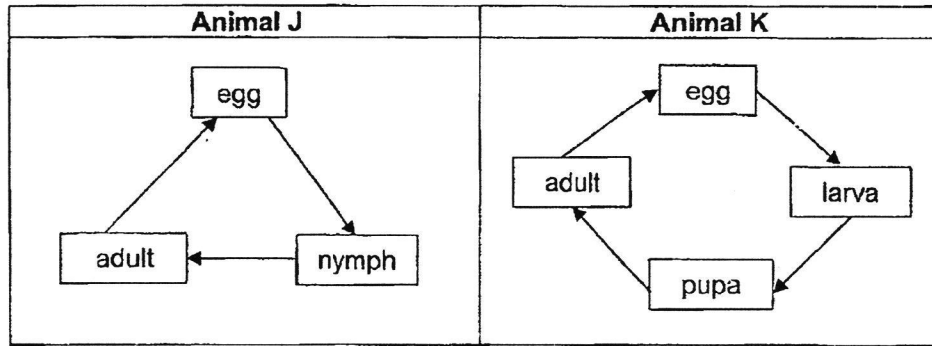 Animal J
Animal K
egg
adult
nymph
egg
adult
larva
pupa